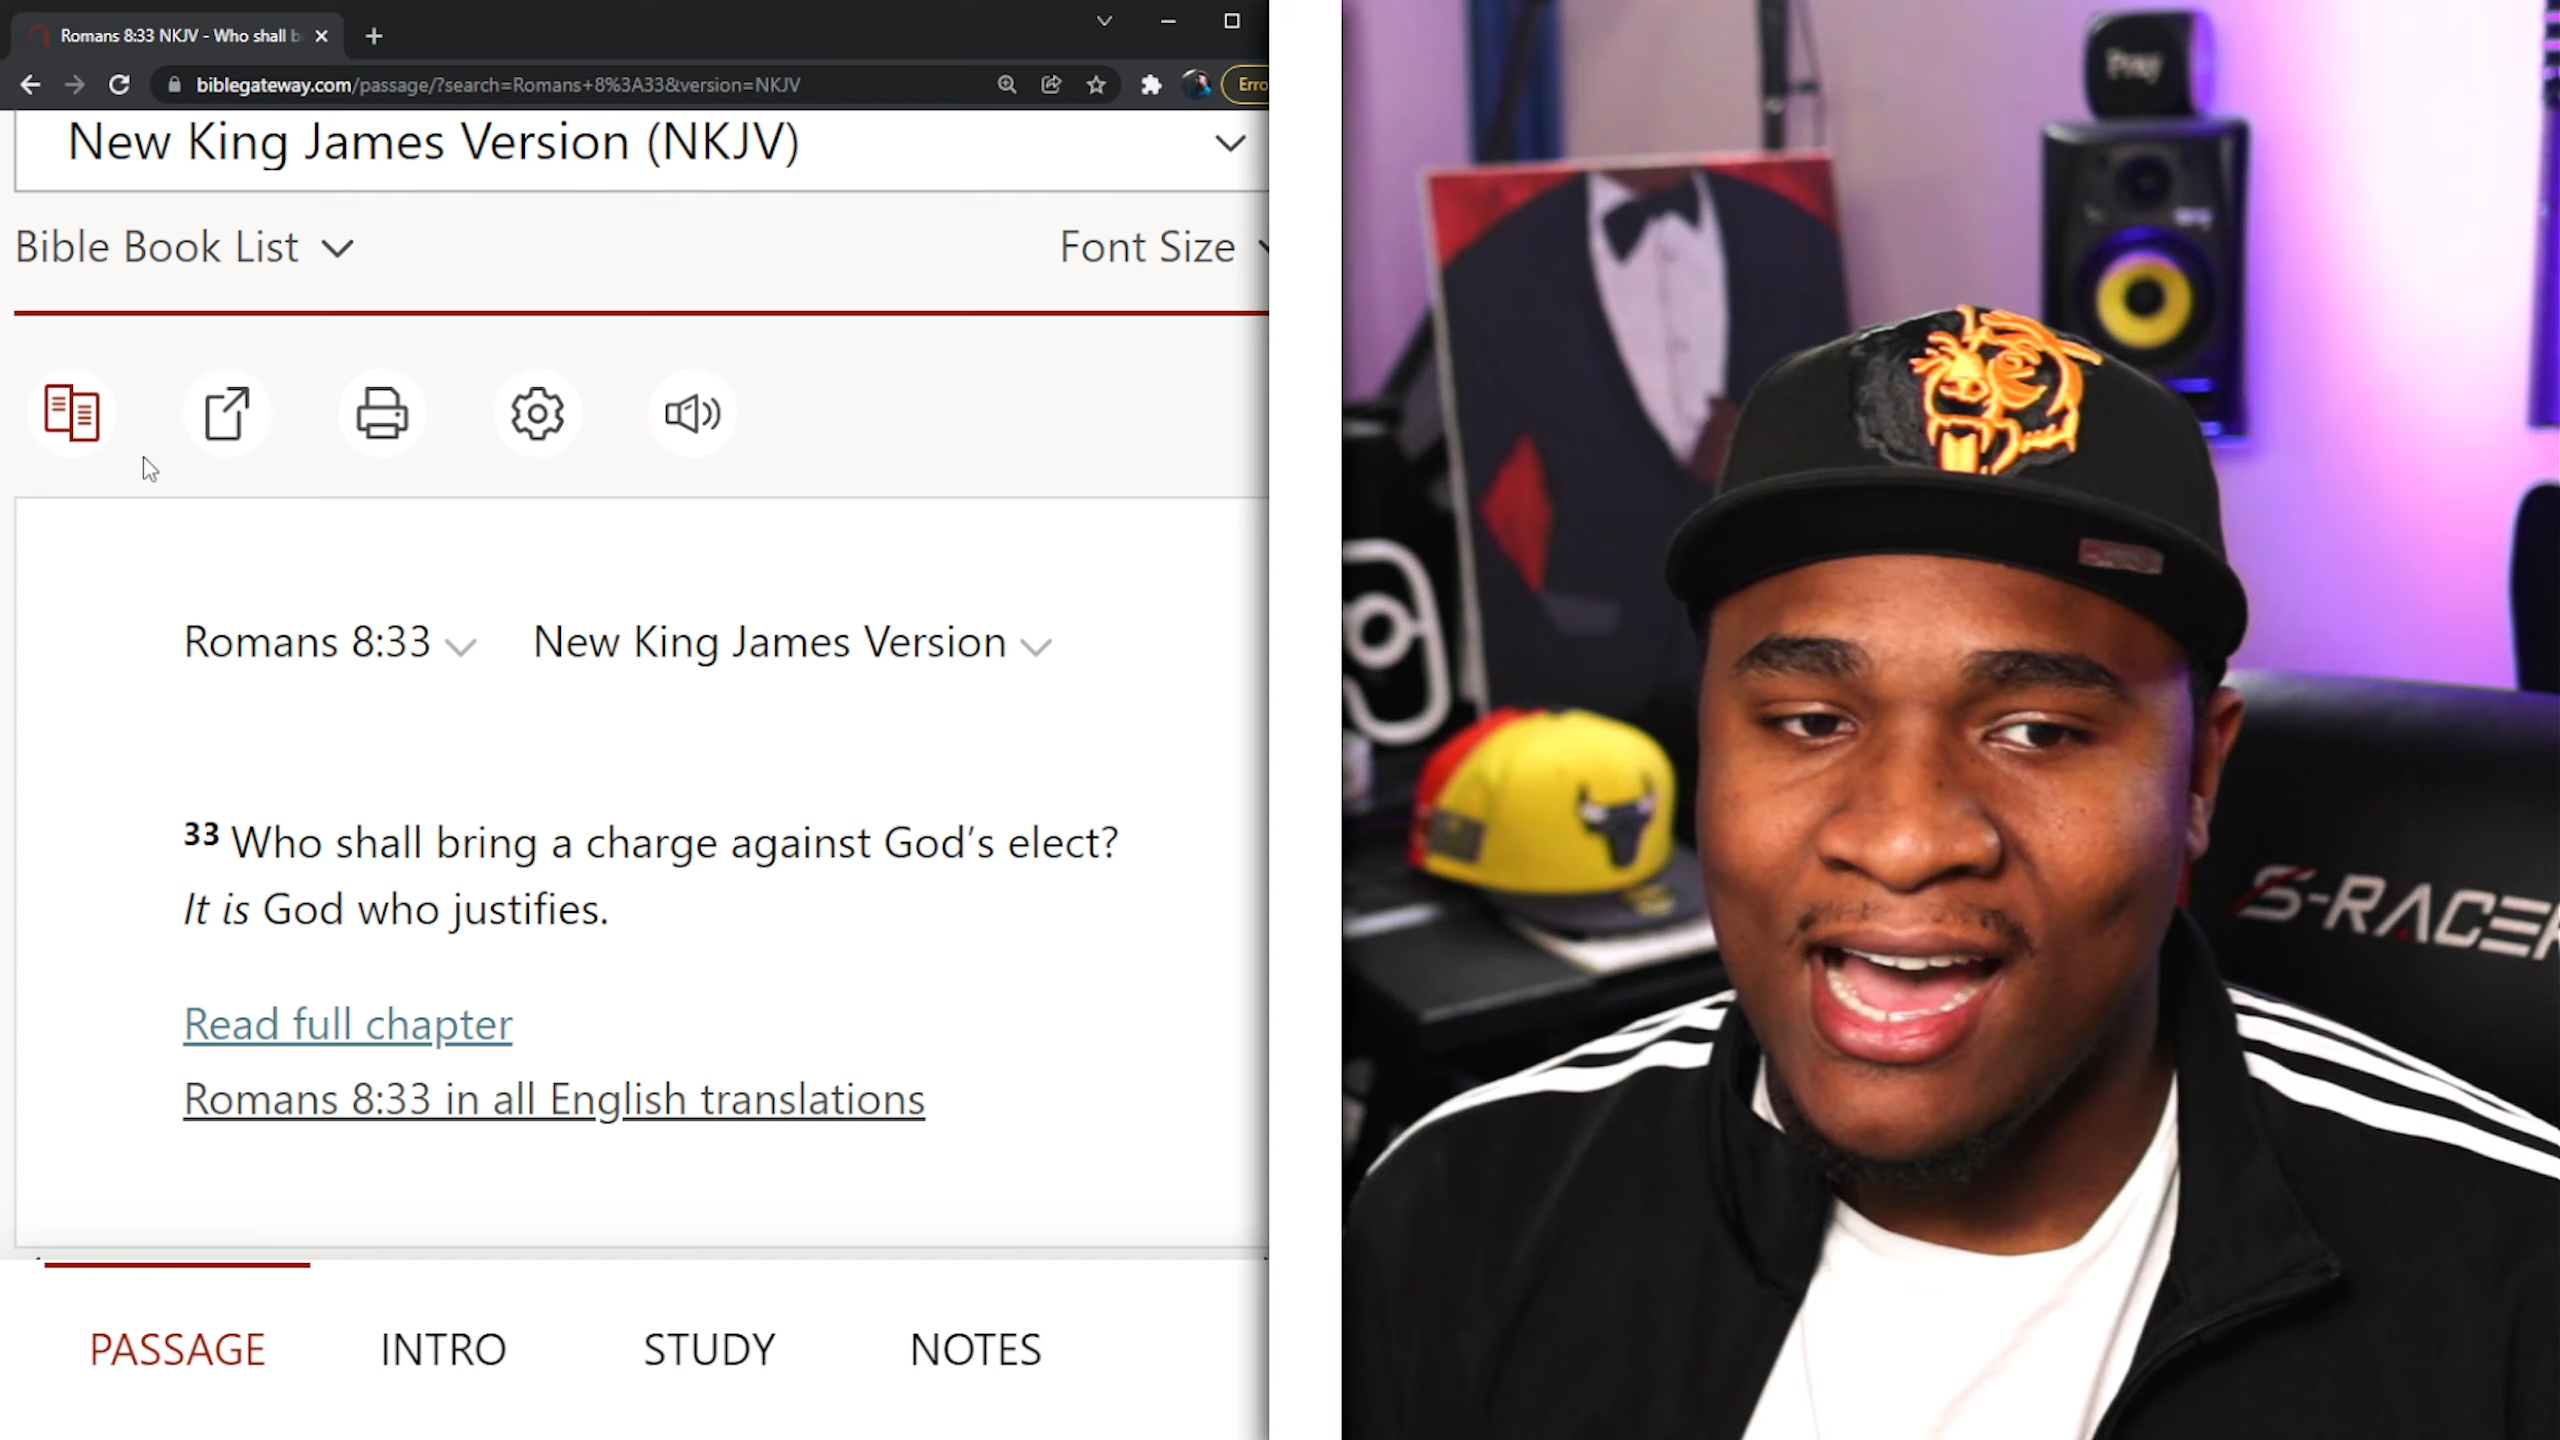 Romans 8:33 NKJV - Who shall b
biblegateway.com/passage/?search=Romans+8%3A33&version=NKJV
Erro
New King James Version (NKJV)
Bible Book List
Font Size
Romans 8:33
New King James Version
33 Who shall bring a charge against God's elect?
It is God who justifies.
Read full chapter
Romans 8:33 in all English translations
PASSAGE
INTRO
STUDY
NOTES
Pray
S-RACER